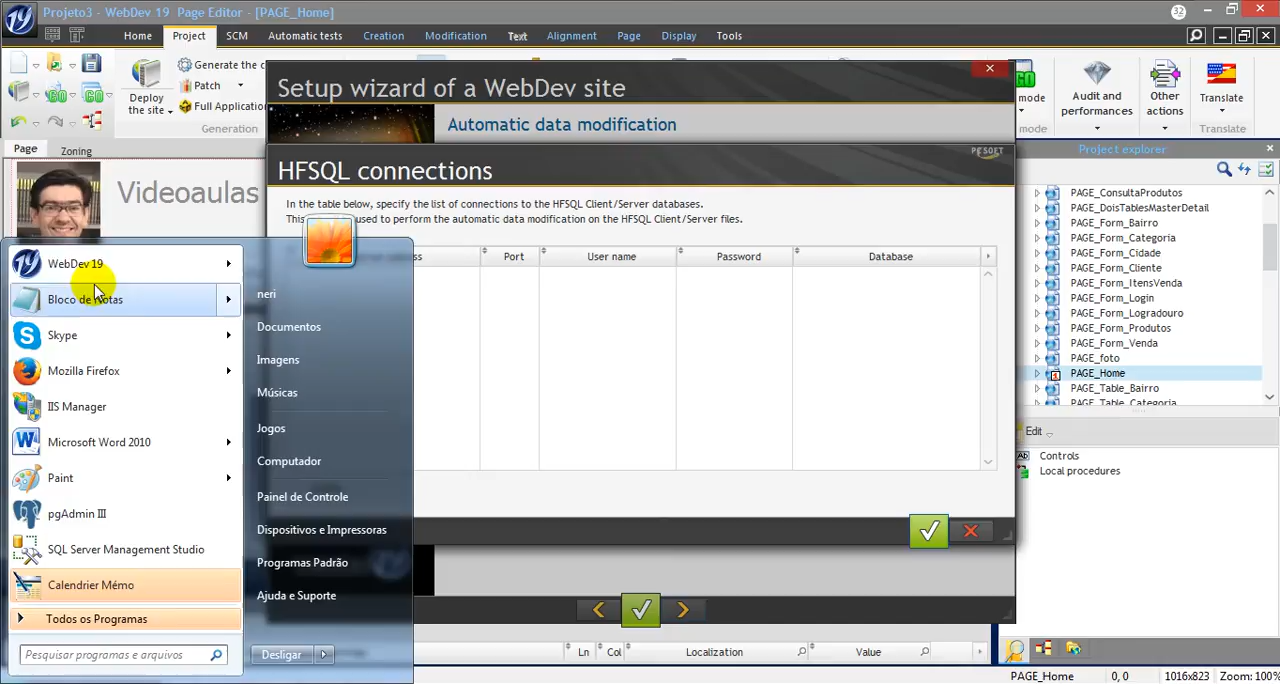 Projeto3 - WebDev 19   Page Editor - [PAGE_Home]
32
Home Project SCM Automatic tests Creation Modification Text Alignment Page Display Tools
Generate the c
Patch
Full Applicatio
Deploy
the site
Generation
GO
mode
mode
Audit and
performances
Other
actions
Translate
Translate
Page Zoning
Videoaulas
Setup wizard of a WebDev site
Automatic data modification
PCSOFT
HFSQL connections
In the table below, specify the list of connections to the HFSQL Client/Server databases.
used to perform the automatic data modification on the HFSQL Client/Server files.
Port User name Password Database
Project explorer
PAGE_ConsultaProdutos
PAGE_DoisTablesMasterDetail
PAGE_Form_Bairro
PAGE_Form_Categoria
PAGE_Form_Cidade
PAGE_Form_Cliente
PAGE_Form_ItensVenda
PAGE_Form_Login
PAGE_Form_Logradouro
PAGE_Form_Produtos
PAGE_Form_Venda
PAGE_foto
PAGE_Home
PAGE_Table_Bairro
PAGE_Table_Categoria
Edit
Controls
Local procedures
WebDev 19
Bloco de Notas
Skype
Mozilla Firefox
IIS Manager
Microsoft Word 2010
Paint
pgAdmin III
SQL Server Management Studio
Calendrier Mémo
Todos os Programas
Pesquisar programas e arquivos
neri
Documentos
Imagens
Músicas
Jogos
Computador
Painel de Controle
Dispositivos e Impressoras
Programas Padrão
Ajuda e Suporte
Desligar
Ln Col Localization Value
PAGE_Home 0, 0 1016x823 Zoom: 100%